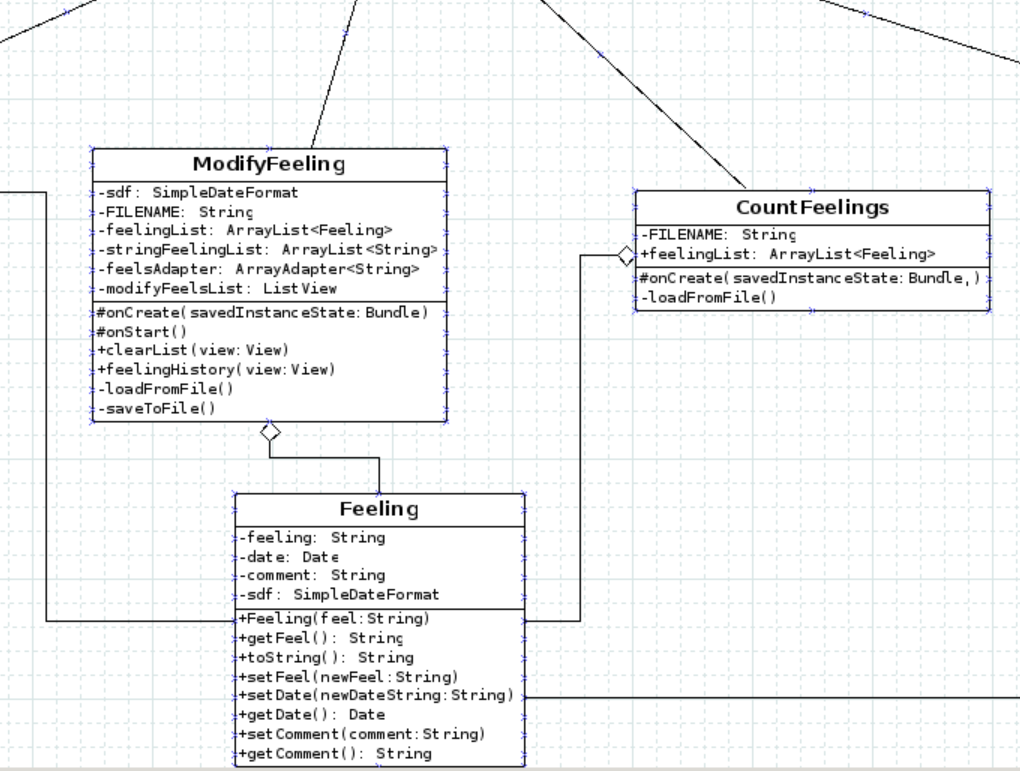 ModifyFeeling
-sdf: SimpleDateFormat
-FILENAME: String
-feelingList: ArrayList<Feeling>
-stringFeelingList: ArrayList<String>
-feelsAdapter: ArrayAdapter<String>
-modifyFeelsList: ListView
#onCreate(savedInstanceState:Bundle)
#onStart()
+clearList(view:View)
+feelingHistory(view:View)
-loadFromFile()
-saveToFile()
CountFeelings
-FILENAME: String
+feelingList: ArrayList<Feeling>
#onCreate(savedInstanceState:Bundle,)
-loadFromFile()
Feeling
-feeling: String
-date: Date
-comment: String
-sdf: SimpleDateFormat
+Feeling(feel:String)
+getFeel(): String
+toString(): String
+setFeel(newFeel:String)
+setDate(newDateString:String)
+getDate(): Date
+setComment(comment:String)
+getComment(): String